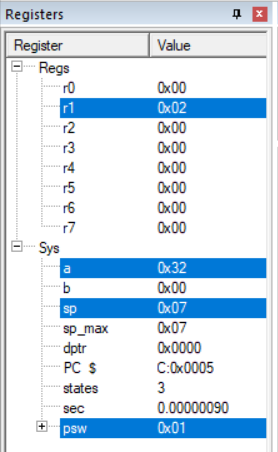 Registers
Register Value
Regs
r0 0x00
r1 0x02
r2 0x00
r3 0x00
r4 0x00
r5 0x00
r6 0x00
r7 0x00
Sys
a 0x32
b 0x00
sp 0x07
sp_max 0x07
dptr 0x0000
PC $ C:0x0005
states 3
sec 0.00000090
psw 0x01